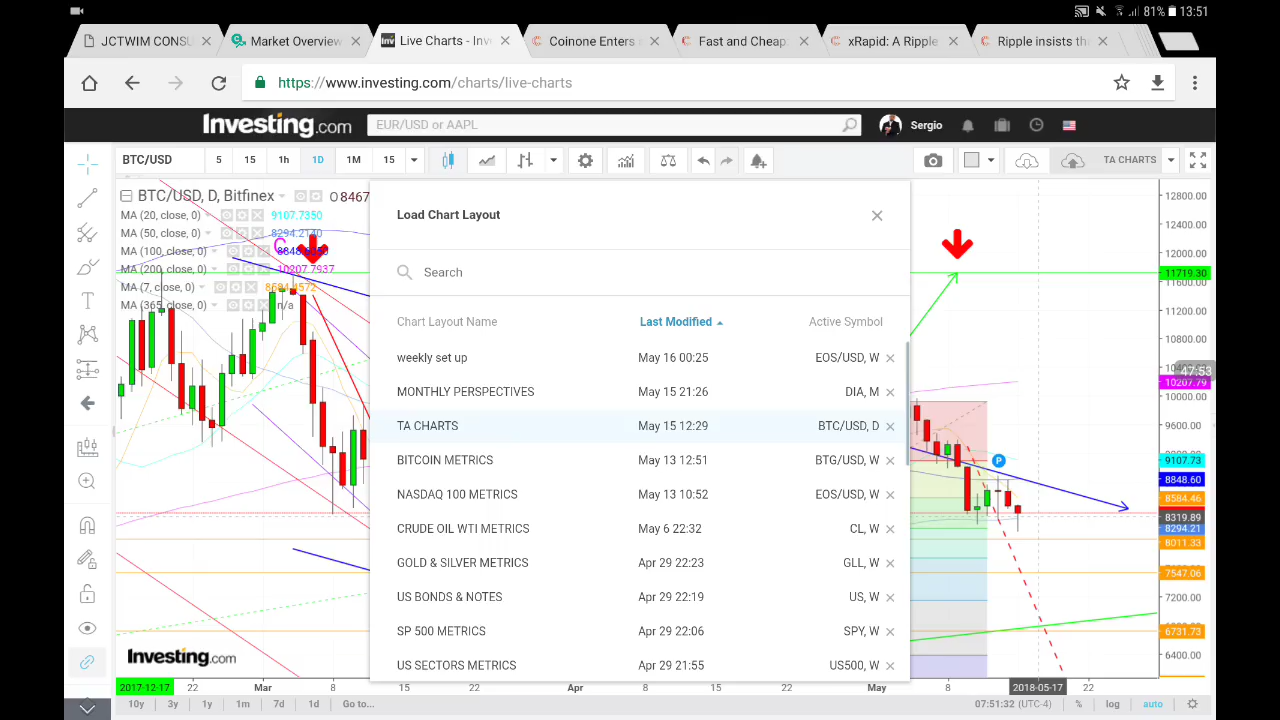 81% 13:51
JCTWIM CONSU
Market Overview
Live Charts - Inv
Coinone Enters
Fast and Cheap:
xRapid: A Ripple
Ripple insists th
https://www.investing.com/charts/live-charts
Investing.com
EUR/USD or AAPL
Sergio
BTC/USD 5 15 1h 1D 1M 15
TA CHARTS
BTC/USD, D, Bitfinex O8467
MA (20, close, 0) 9107.7350
MA (50, close, 0) 8294.2140
MA (100, close, 0)
MA (200, close, 0) 10207.7937
MA (7, close, 0)
MA (365, close, 0) n/a
C
Load Chart Layout
Search
Chart Layout Name Last Modified Active Symbol
weekly set up May 16 00:25 EOS/USD, W
MONTHLY PERSPECTIVES May 15 21:26 DIA, M
TA CHARTS May 15 12:29 BTC/USD, D
BITCOIN METRICS May 13 12:51 BTG/USD, W
NASDAQ 100 METRICS May 13 10:52 EOS/USD, W
CRUDE OIL WTI METRICS May 6 22:32 CL, W
GOLD & SILVER METRICS Apr 29 22:23 GLL, W
US BONDS & NOTES Apr 29 22:19 US, W
SP 500 METRICS Apr 29 22:06 SPY, W
US SECTORS METRICS Apr 29 21:55 US500, W
P
12800.00
12400.00
11719.30
11600.00
11200.00
10800.00
47:53
10207.79
10000.00
9600.00
9107.73
8848.60
8584.46
8319.89
8294.21
8011.33
7547.06
7200.00
6731.73
6400.00
Investing.com
2017-12-17 22 Mar 15 22 Apr 8 15 22 May 8 2018-05-17 22
10y 3y 1y 1m 7d 1d Go to...
07:51:32 (UTC-4) % log auto